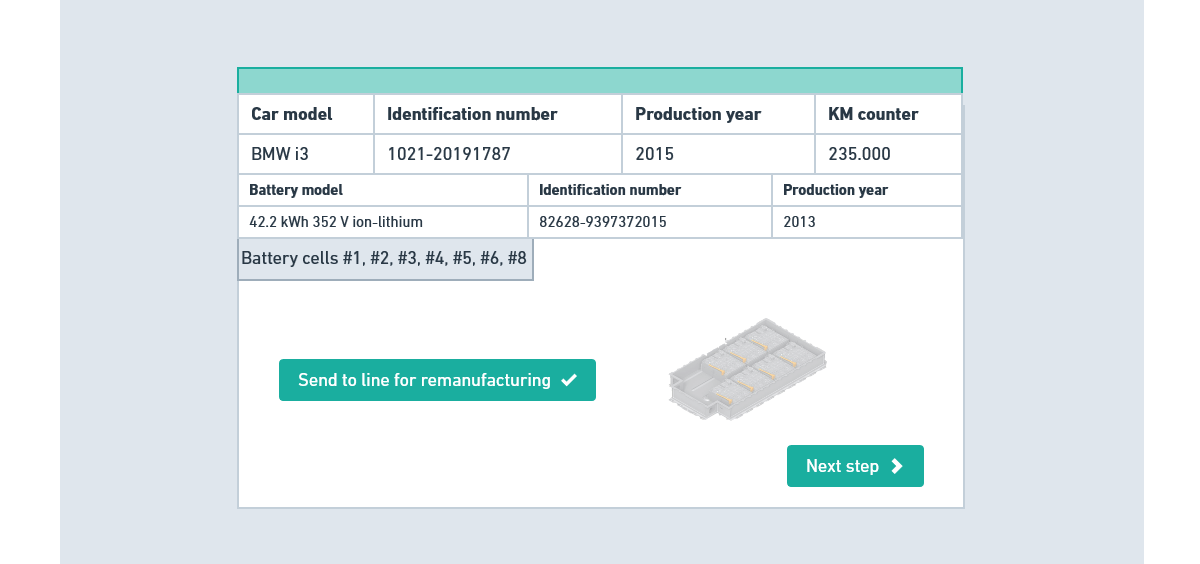 Car model Identification number Production year KM counter
BMW i3 1021-20191787 2015 235.000
Battery model Identification number Production year
42.2 kWh 352 V ion-lithium 82628-9397372015 2013
Battery cells #1, #2, #3, #4, #5, #6, #8
Send to line for remanufacturing
Next step